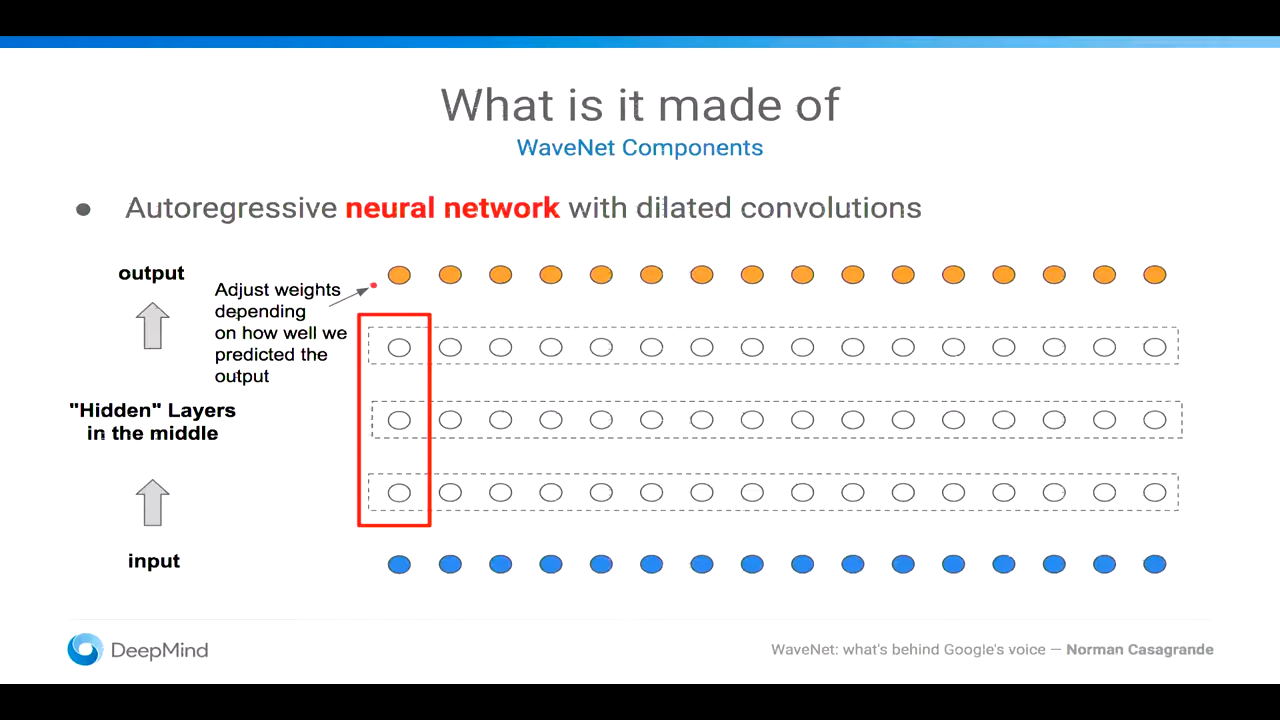 What is it made of
WaveNet Components
● Autoregressive neural network with dilated convolutions
output
Adjust weights
depending
on how well we
predicted the
output
"Hidden" Layers
in the middle
input
DeepMind
WaveNet: what's behind Google's voice — Norman Casagrande